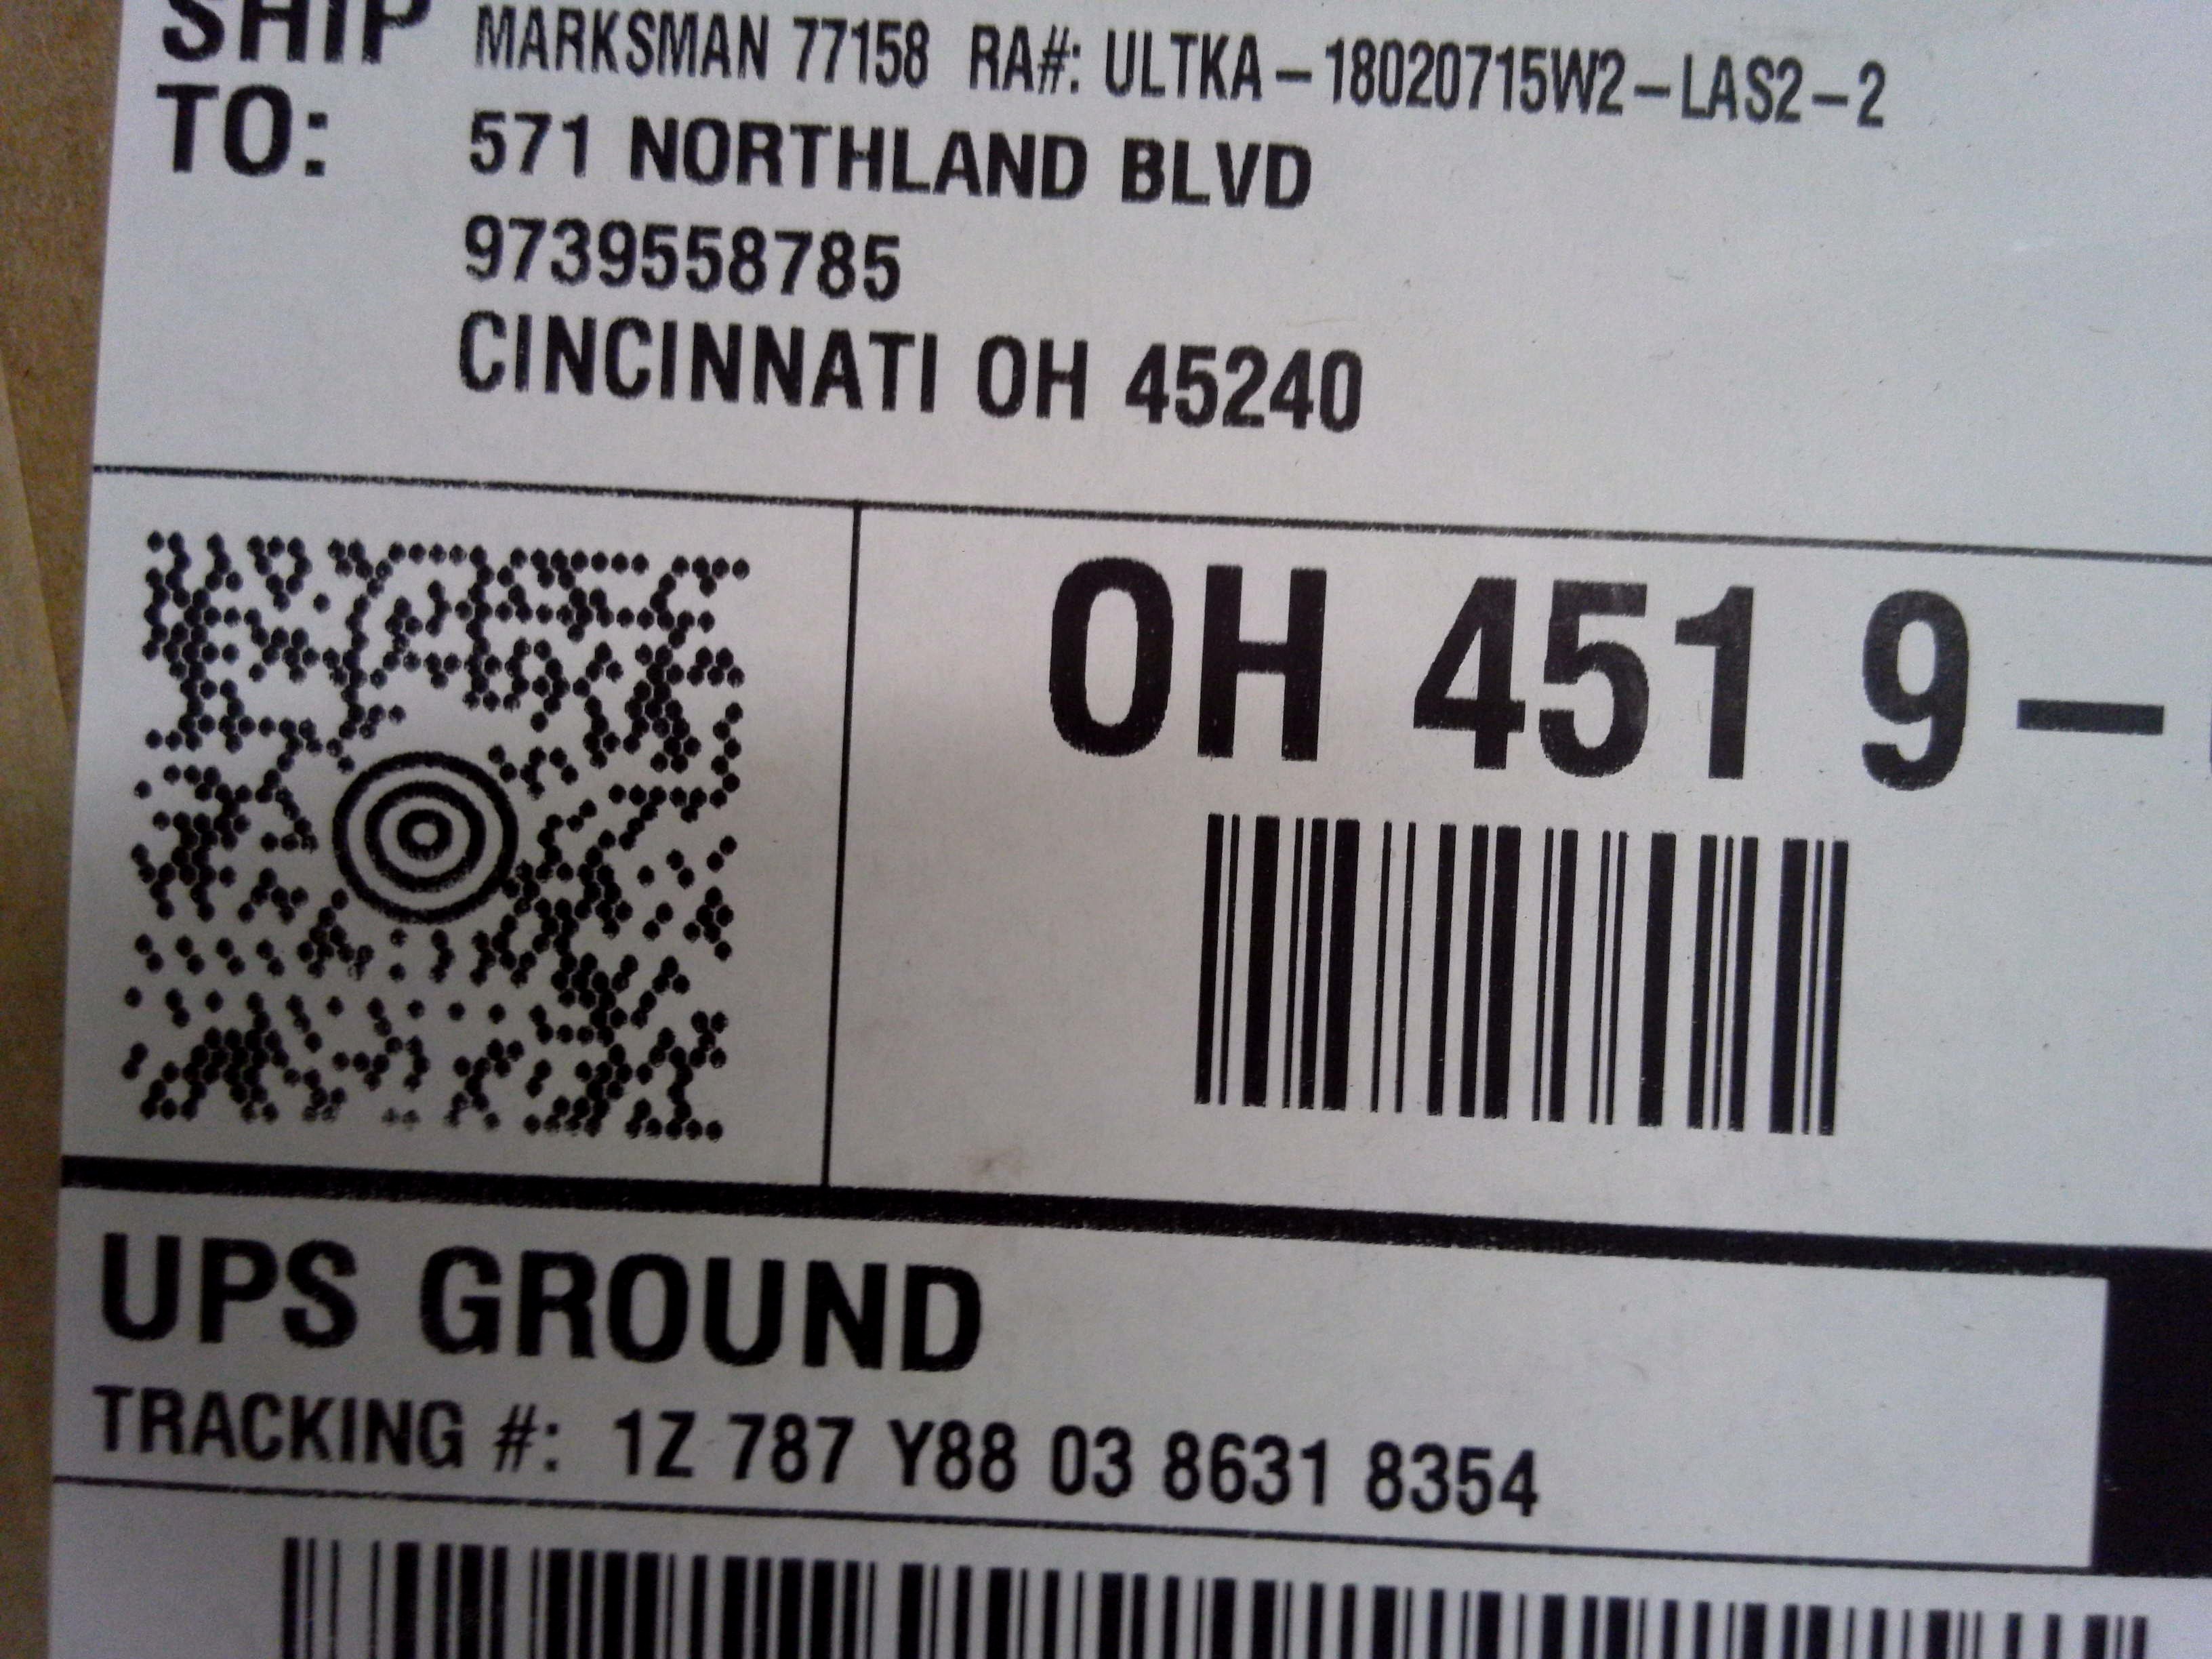 SHIP MARKSMAN 77158 RA#: ULTKA-18020715W2-LAS2-2
TO: 571 NORTHLAND BLVD
9739558785
CINCINNATI OH 45240
OH 451 9-
UPS GROUND
TRACKING #: 1Z 787 Y88 03 8631 8354